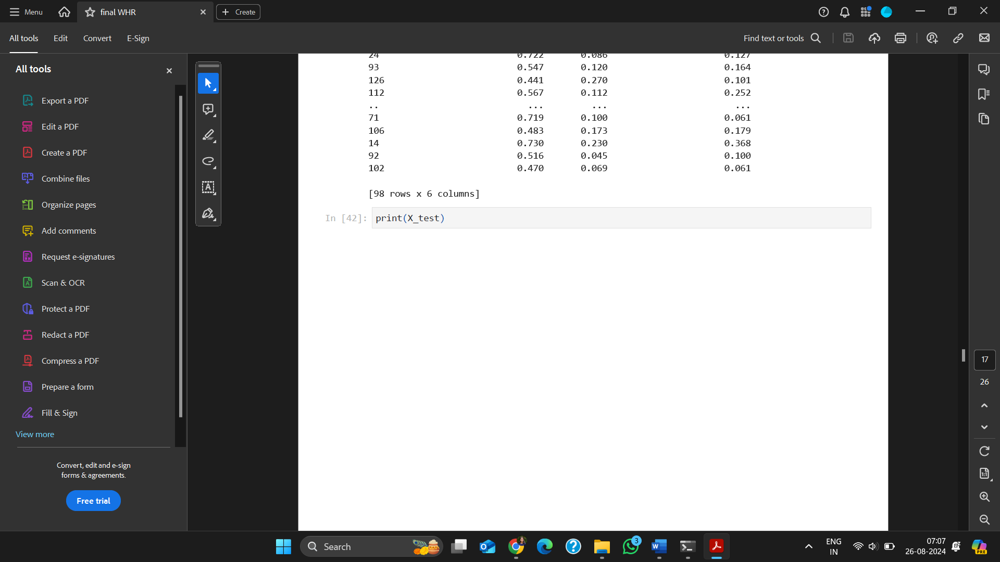 Menu
final WHR
Create
All tools
Edit
Convert
E-Sign
Find text or tools
All tools
Export a PDF
Edit a PDF
Create a PDF
Combine files
Organize pages
Add comments
Request e-signatures
Scan & OCR
Protect a PDF
Redact a PDF
Compress a PDF
Prepare a form
Fill & Sign
View more
Convert, edit and e-sign
forms & agreements.
Free trial
24 0.722 0.086 0.127
93 0.547 0.120 0.164
126 0.441 0.270 0.101
112 0.567 0.112 0.252
.. ... ... ...
71 0.719 0.100 0.061
106 0.483 0.173 0.179
14 0.730 0.230 0.368
92 0.516 0.045 0.100
102 0.470 0.069 0.061
[98 rows x 6 columns]
In [42]: print(X_test)
17
26
Search
3
ENG
IN
07:07
26-08-2024
PRE